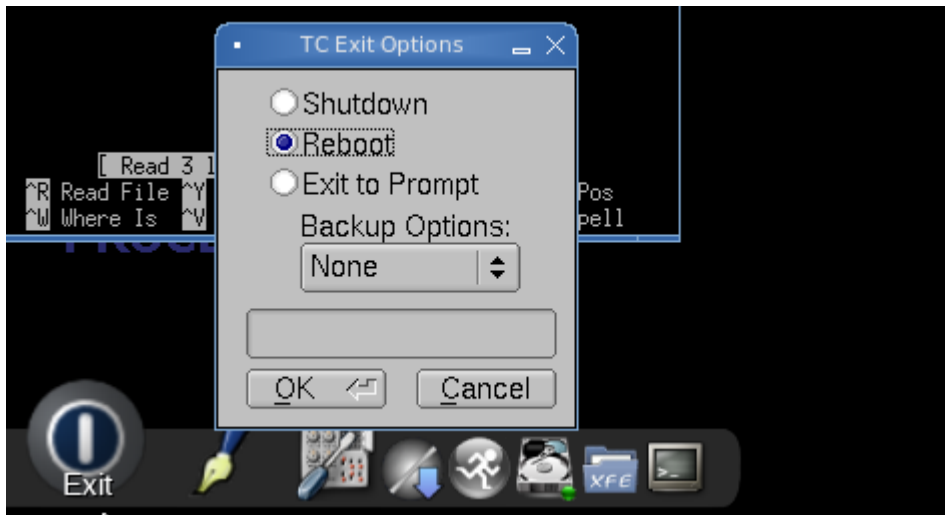 TC Exit Options
Shutdown
Reboot
Exit to Prompt
Backup Options:
None
OK
Cancel
[ Read 3 l
^R Read File ^Y
Pos
^W Where Is ^V
pell
Exit
XFE
>_